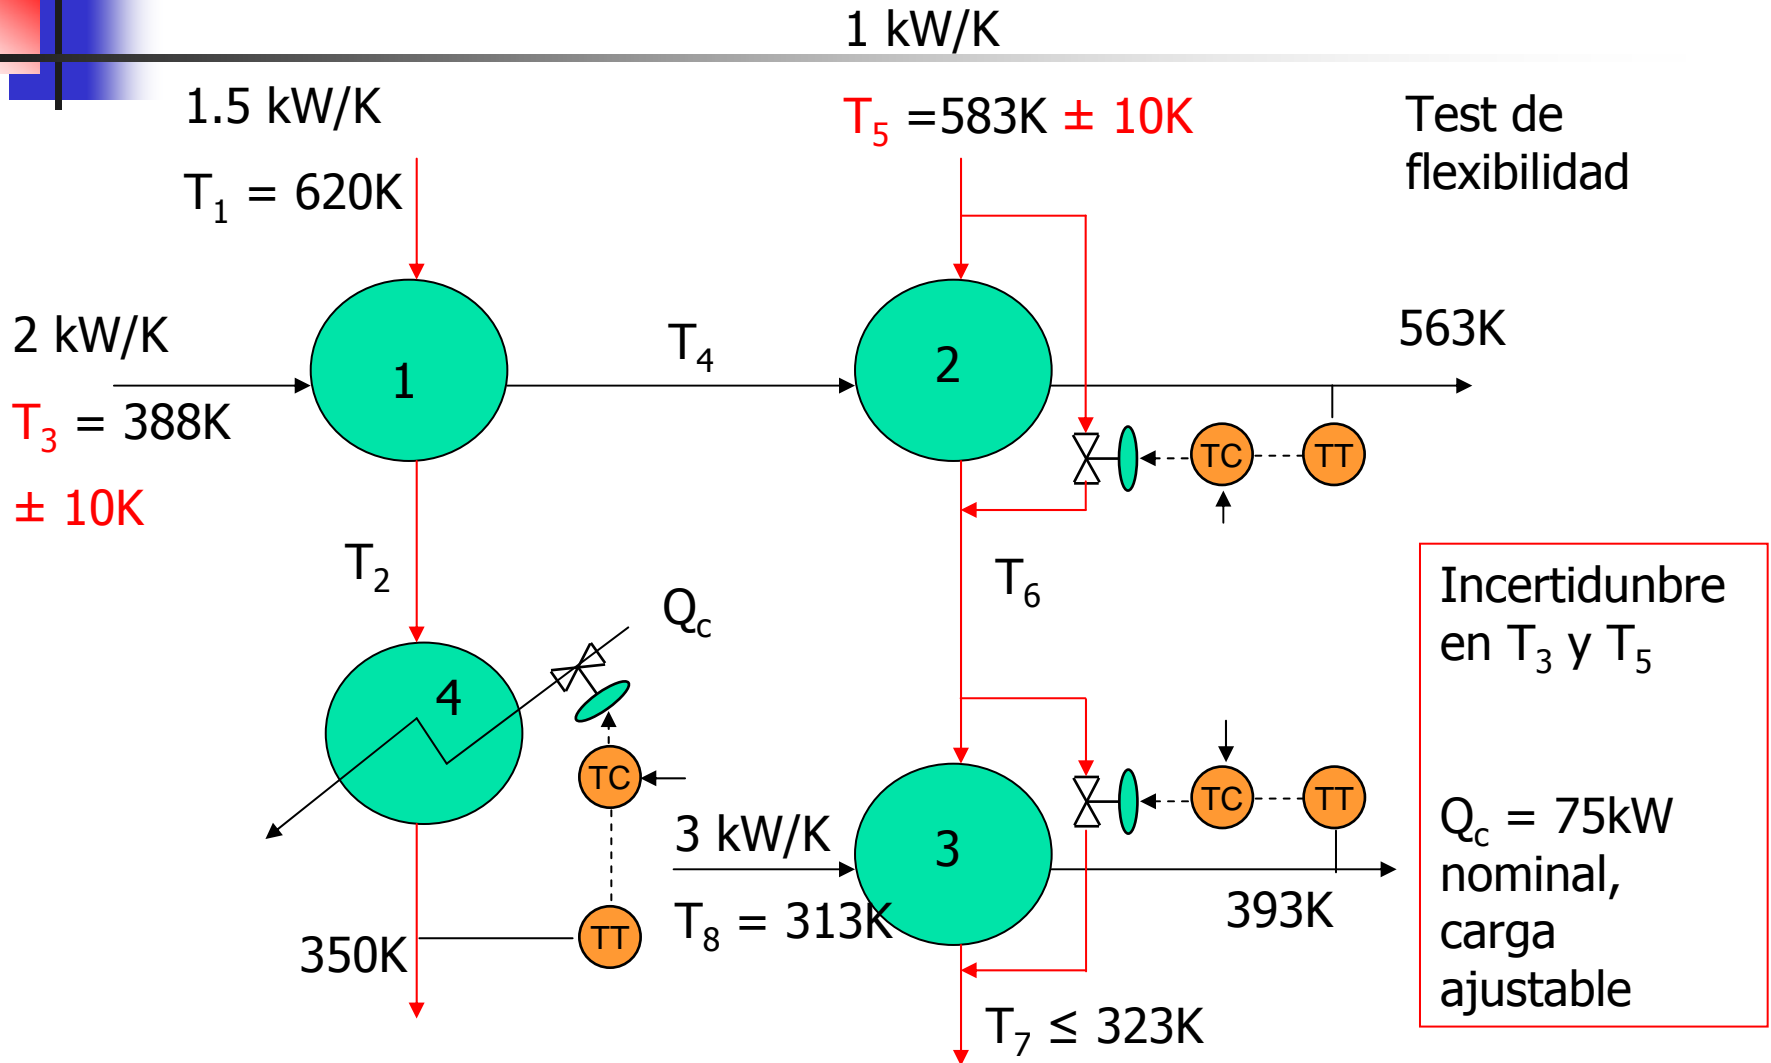 1 kW/K
1.5 kW/K
T₅ =583K ± 10K
Test de
flexibilidad
T₁ = 620K
2 kW/K
1
T₄
2
563K
T₃ = 388K
± 10K
TC
TT
T₂
T₆
Incertidunbre
en T₃ y T₅
Q꜀
4
TC
TC
TT
Q꜀ = 75kW
nominal,
carga
ajustable
3 kW/K
3
T₈ = 313K
393K
350K
TT
T₇ ≤ 323K